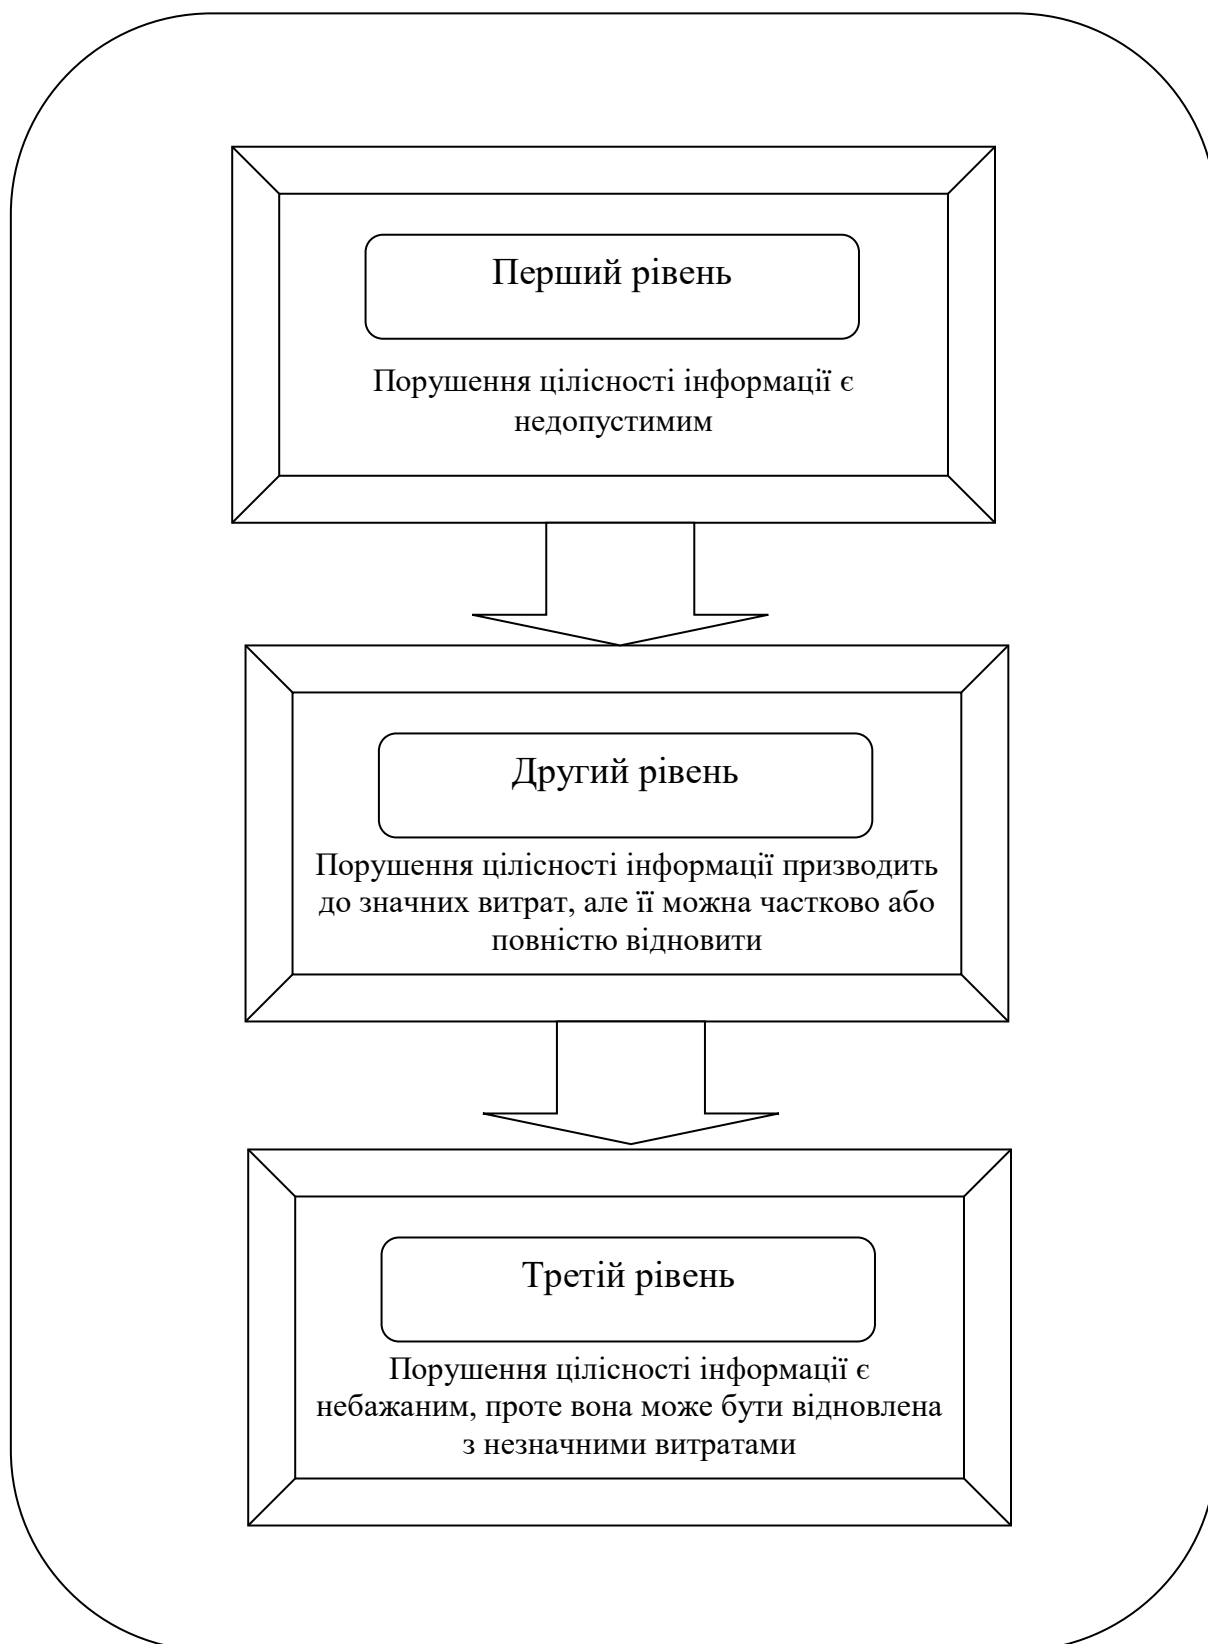 Перший рівень
Порушення цілісності інформації є
недопустимим
Другий рівень
Порушення цілісності інформації призводить
до значних витрат, але її можна частково або
повністю відновити
Третій рівень
Порушення цілісності інформації є
небажаним, проте вона може бути відновлена
з незначними витратами